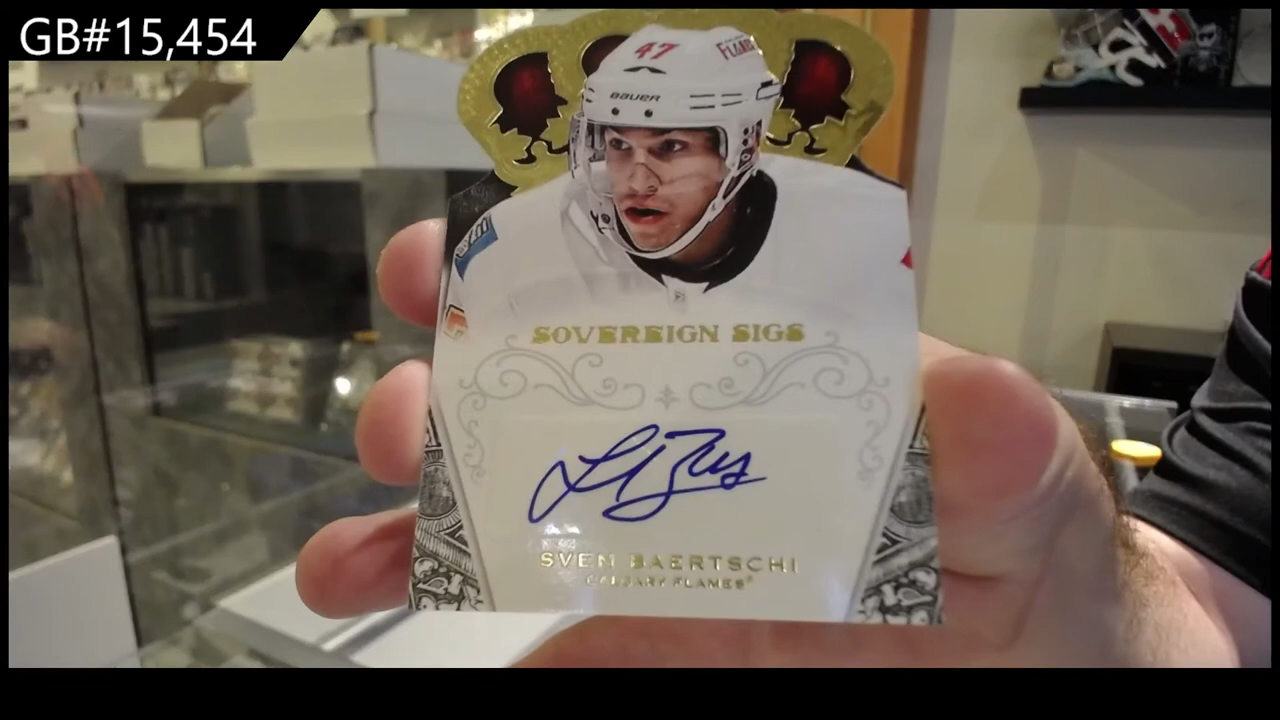 GB#15,454
47
FLAMES
BAUER
SOVEREIGN SIGS
SVEN BAERTSCHI
CALGARY FLAMES®